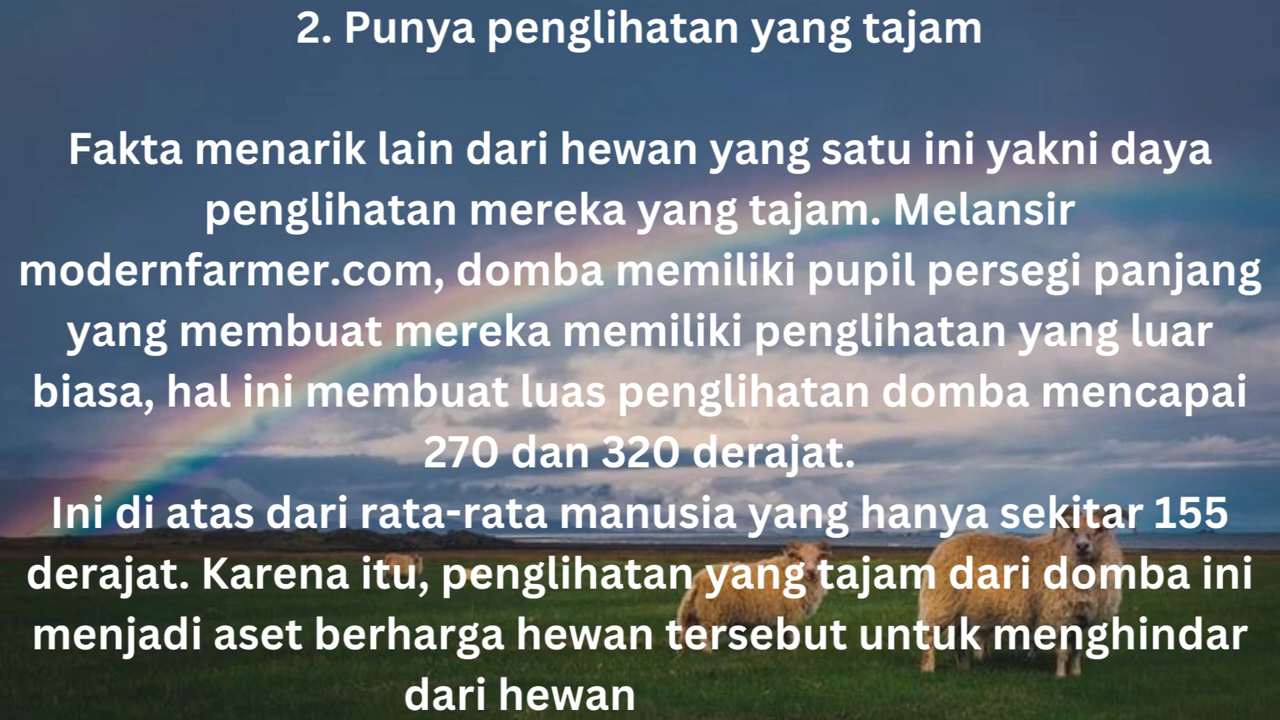 2. Punya penglihatan yang tajam
Fakta menarik lain dari hewan yang satu ini yakni daya
penglihatan mereka yang tajam. Melansir
modernfarmer.com, domba memiliki pupil persegi panjang
yang membuat mereka memiliki penglihatan yang luar
biasa, hal ini membuat luas penglihatan domba mencapai
270 dan 320 derajat.
Ini di atas dari rata-rata manusia yang hanya sekitar 155
derajat. Karena itu, penglihatan yang tajam dari domba ini
menjadi aset berharga hewan tersebut untuk menghindar
dari hewan